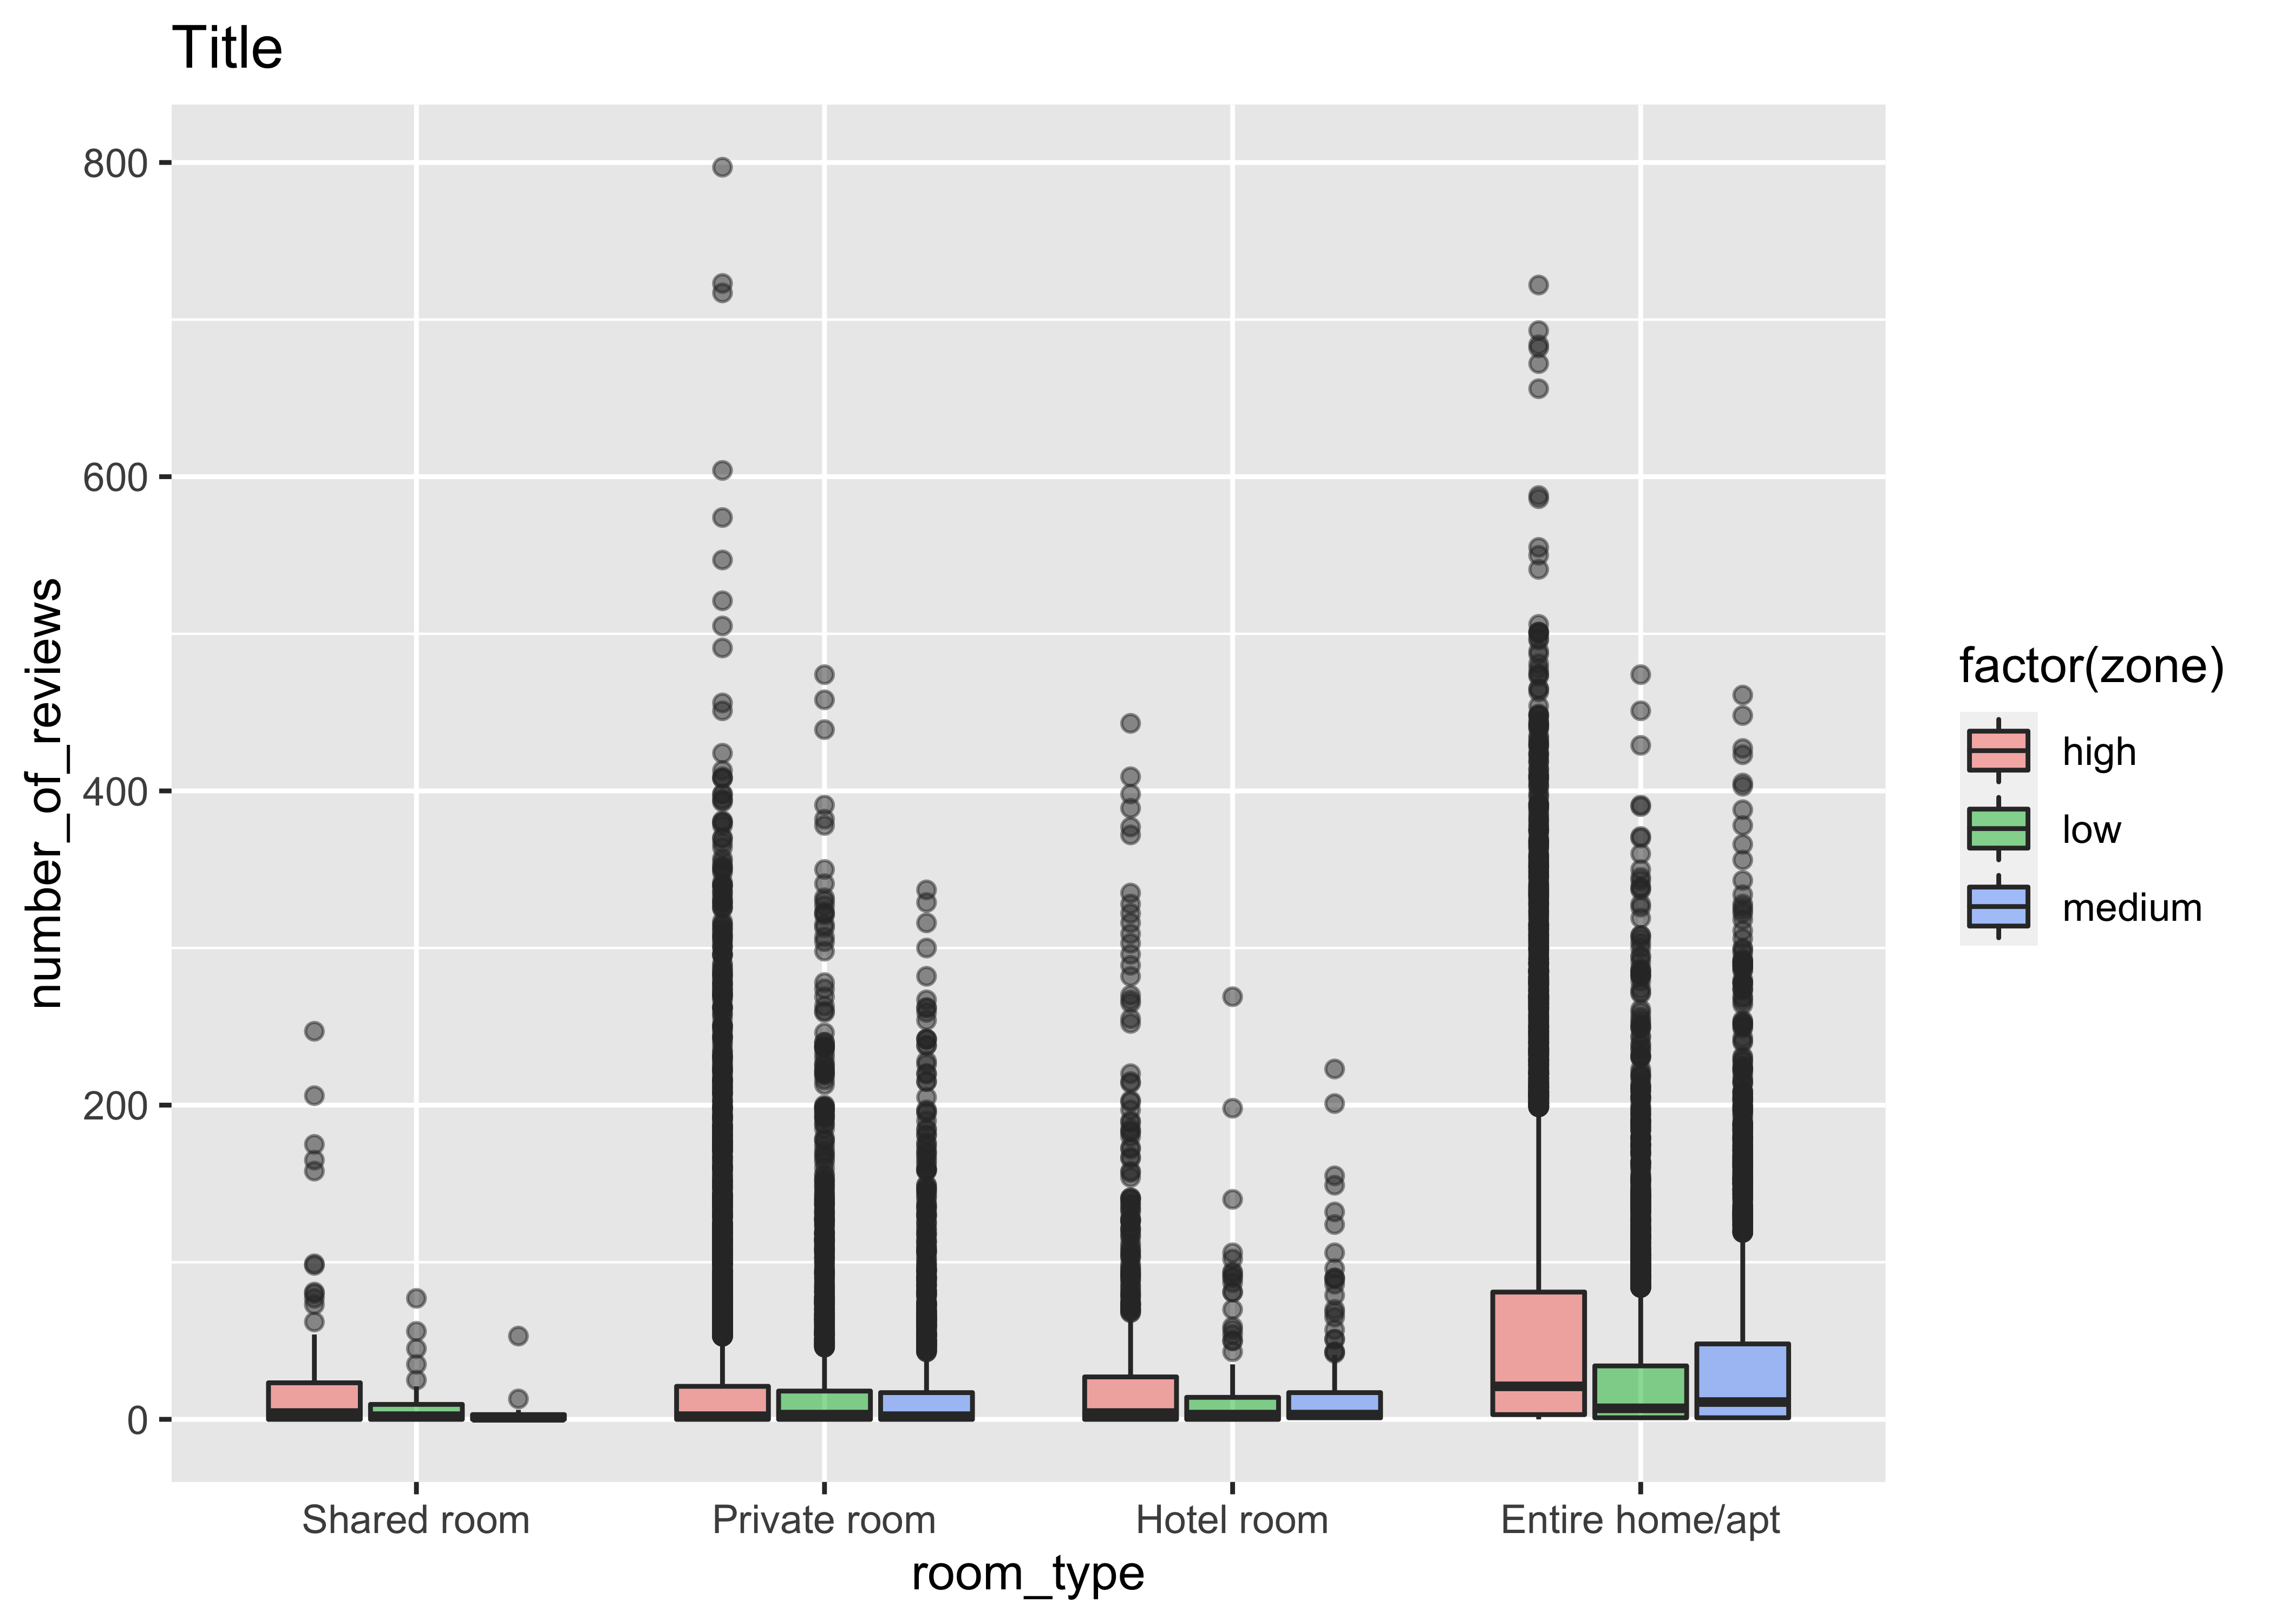 Title
number_of_reviews
800
600
400
200
0
Shared room
Private room
Hotel room
Entire home/apt
room_type
factor(zone)
high
low
medium